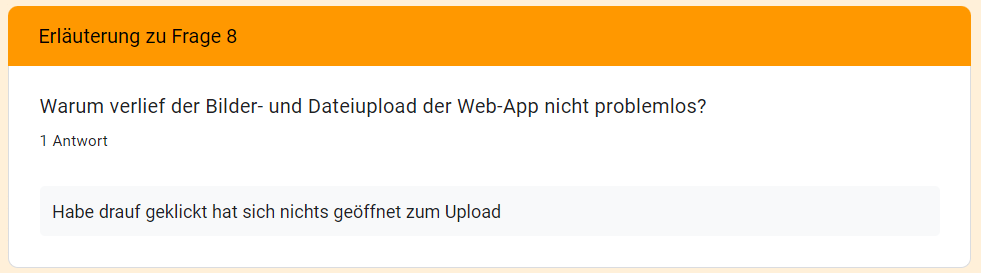 Erläuterung zu Frage 8
Warum verlief der Bilder- und Dateiupload der Web-App nicht problemlos?
1 Antwort
Habe drauf geklickt hat sich nichts geöffnet zum Upload